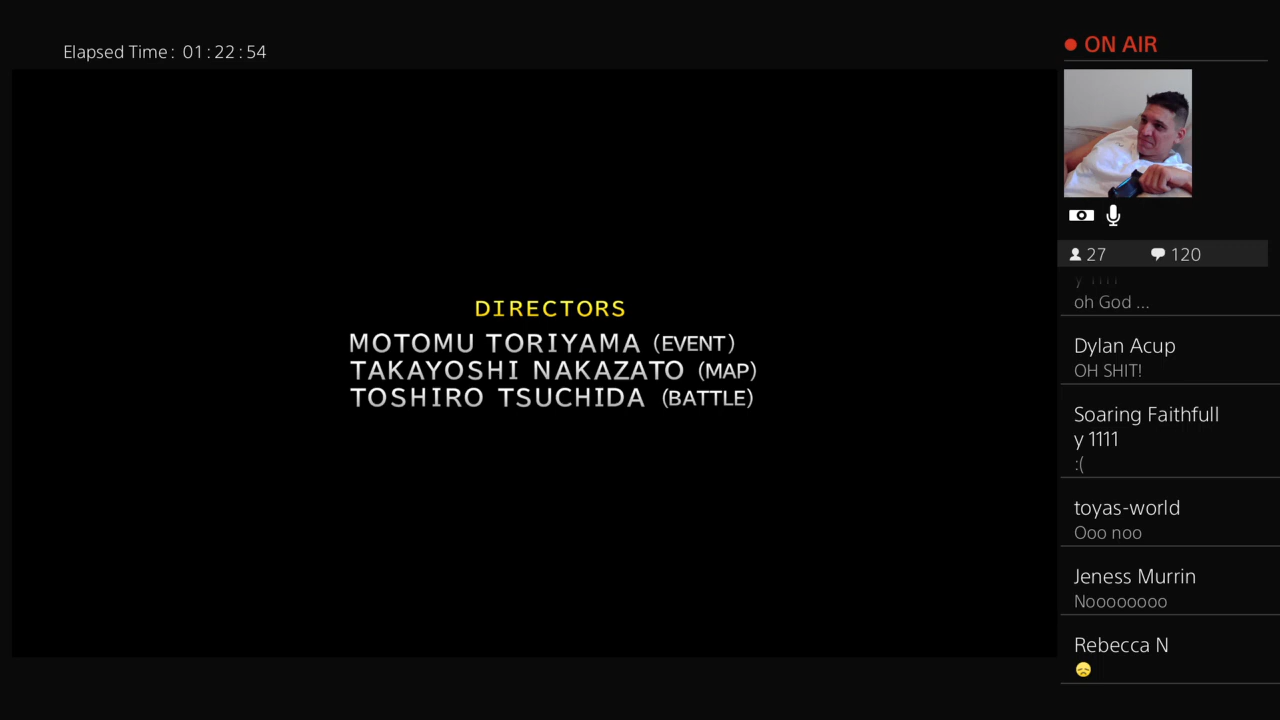 Elapsed Time: 01:22:54
ON AIR
27 120
oh God ...
Dylan Acup
OH SHIT!
Soaring Faithfull
y 1111
:(
toyas-world
Ooo noo
Jeness Murrin
Noooooooo
Rebecca N
😞
DIRECTORS
MOTOMU TORIYAMA (EVENT)
TAKAYOSHI NAKAZATO (MAP)
TOSHIRO TSUCHIDA (BATTLE)